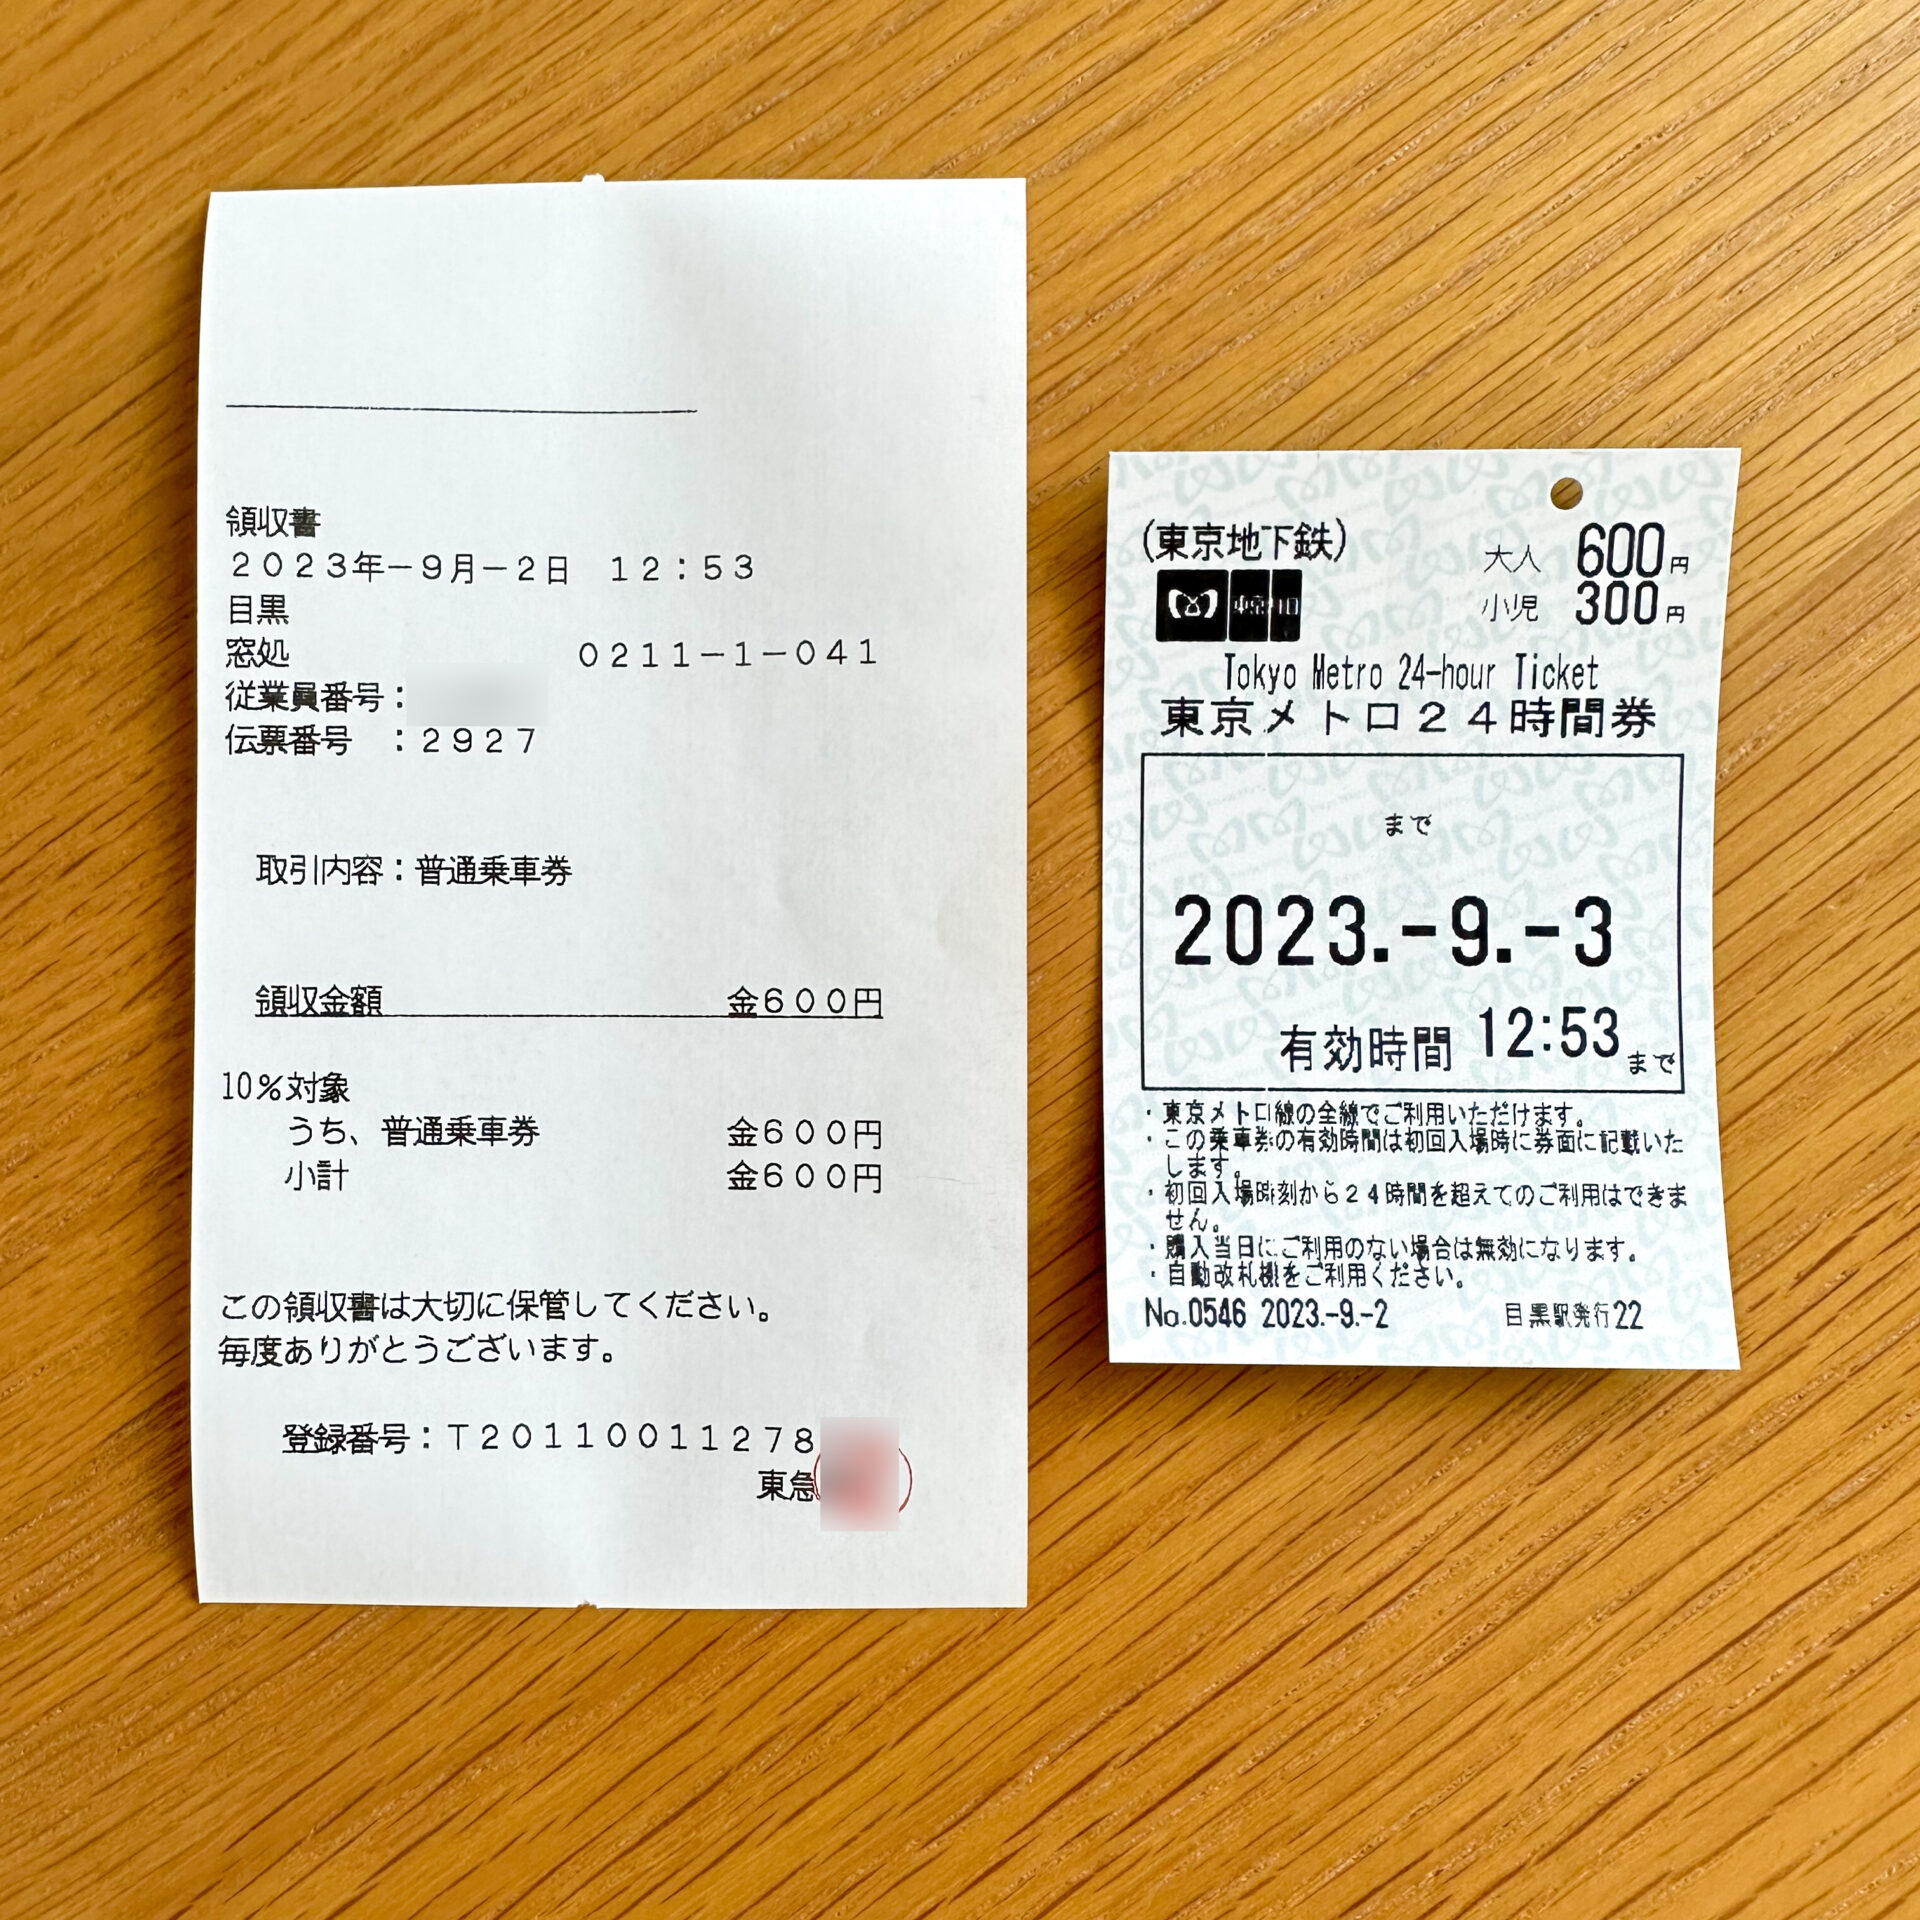 領収書
2023年-9月-2日 12:53
目黒
窓処 0211-1-041
従業員番号:
伝票番号 :2927
取引内容:普通乗車券
領収金額 金600円
10%対象
うち、普通乗車券 金600円
小計 金600円
この領収書は大切に保管してください。
毎度ありがとうございます。
登録番号:T20110011278
東急
(東京地下鉄)
大人 600円
小児 300円
Tokyo Metro 24-hour Ticket
東京メトロ24時間券
まで
2023.-9.-3
有効時間 12:53まで
・東京メトロ線の全線でご利用いただけます。
・この乗車券の有効時間は初回入場時に券面に記載いた
します。
・初回入場時刻から24時間を超えてのご利用はできま
せん。
・購入当日にご利用のない場合は無効になります。
・自動改札機をご利用ください。
No.0546 2023.-9.-2 目黒駅発行22